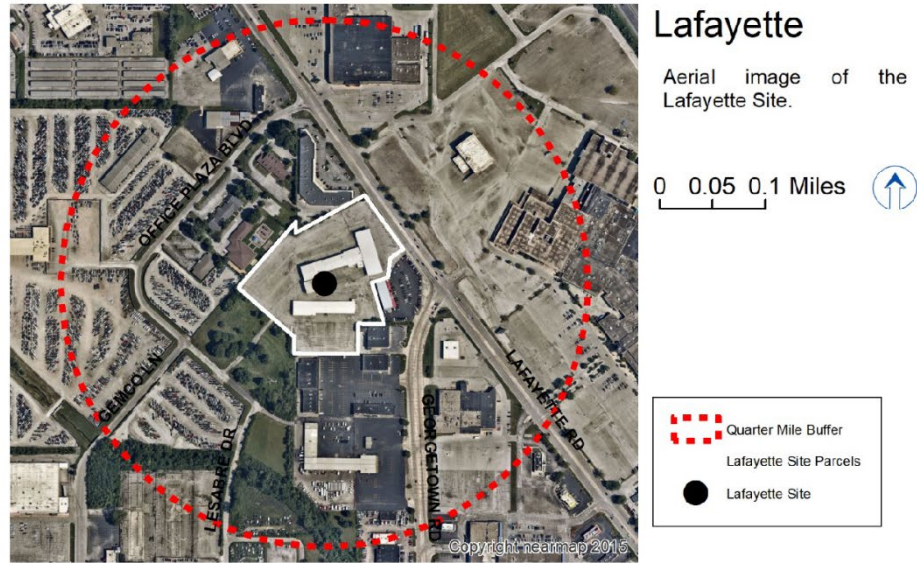 Lafayette
Aerial image of the
Lafayette Site.
0 0.05 0.1 Miles
OFFICE PLAZA BLVD
GEMCO LN
LESABRE DR
GEORGETOWN RD
LAFAYETTE RD
Copyright nearmap 2015
Quarter Mile Buffer
Lafayette Site Parcels
Lafayette Site